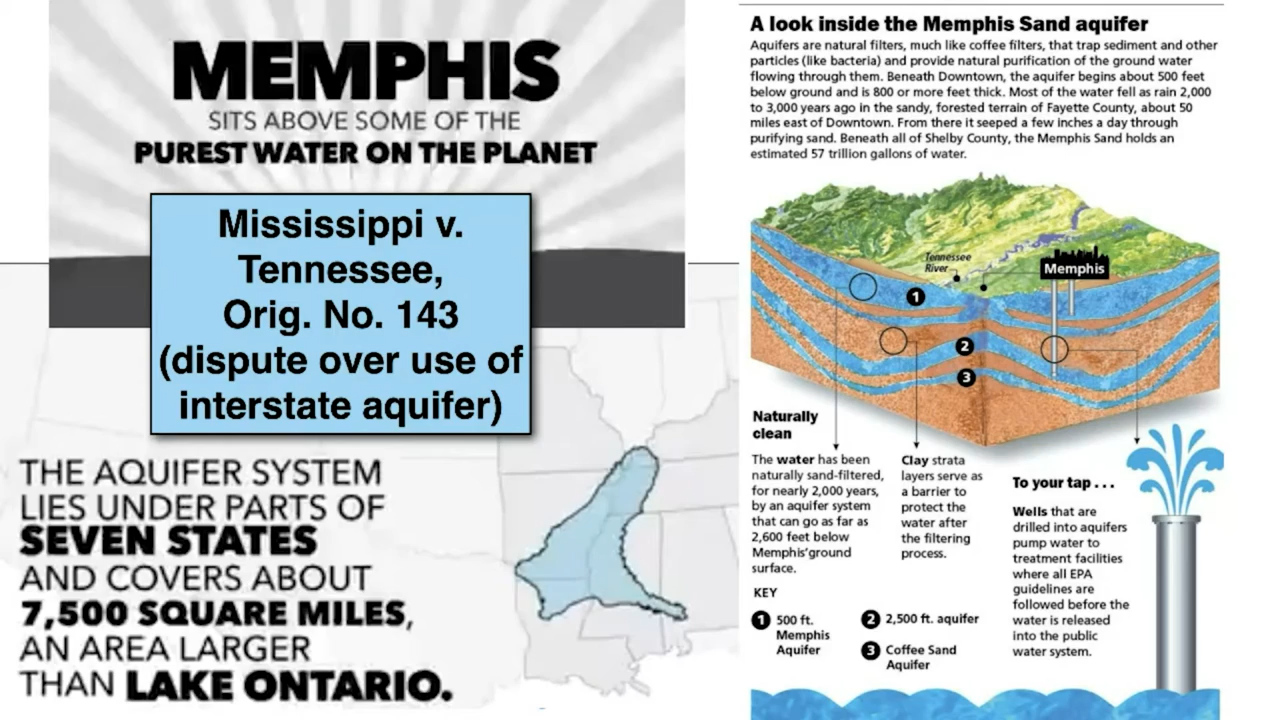 MEMPHIS
SITS ABOVE SOME OF THE
PUREST WATER ON THE PLANET
Mississippi v.
Tennessee,
Orig. No. 143
(dispute over use of
interstate aquifer)
THE AQUIFER SYSTEM
LIES UNDER PARTS OF
SEVEN STATES
AND COVERS ABOUT
7,500 SQUARE MILES,
AN AREA LARGER
THAN LAKE ONTARIO.
A look inside the Memphis Sand aquifer
Aquifers are natural filters, much like coffee filters, that trap sediment and other
particles (like bacteria) and provide natural purification of the ground water
flowing through them. Beneath Downtown, the aquifer begins about 500 feet
below ground and is 800 or more feet thick. Most of the water fell as rain 2,000
to 3,000 years ago in the sandy, forested terrain of Fayette County, about 50
miles east of Downtown. From there it seeped a few inches a day through
purifying sand. Beneath all of Shelby County, the Memphis Sand holds an
estimated 57 trillion gallons of water.
Tennessee
River
Memphis
1
2
3
Naturally
clean
The water has been
naturally sand-filtered,
for nearly 2,000 years,
by an aquifer system
that can go as far as
2,600 feet below
Memphis'ground
surface.
Clay strata
layers serve as
a barrier to
protect the
water after
the filtering
process.
To your tap . . .
Wells that are
drilled into aquifers
pump water to
treatment facilities
where all EPA
guidelines are
followed before the
water is released
into the public
water system.
KEY
1 500 ft.
Memphis
Aquifer
2 2,500 ft. aquifer
3 Coffee Sand
Aquifer